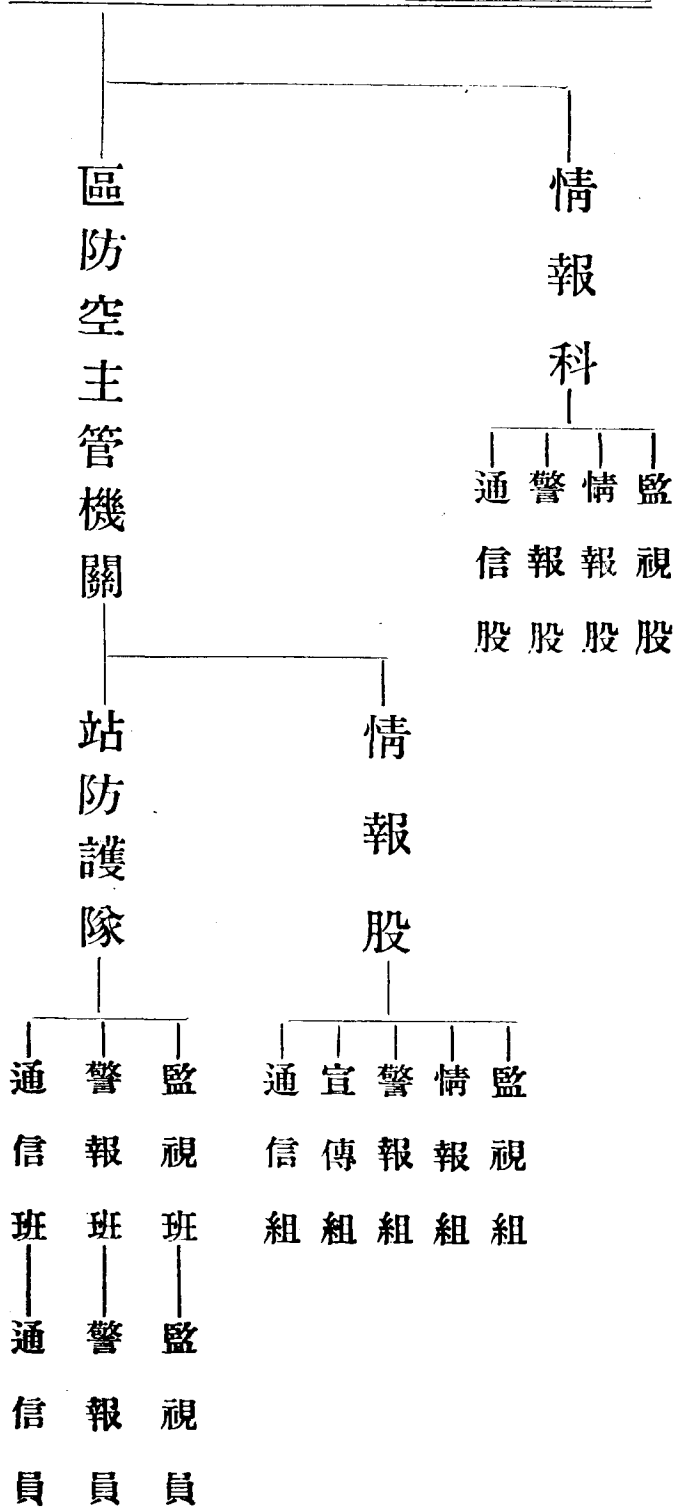 情報科
監視股
情報股
警報股
通信股
區防空主管機關
情報股
監視組
情報組
警報組
宣傳組
通信組
站防護隊
監視班
警報班
通信班
監視員
警報員
通信員